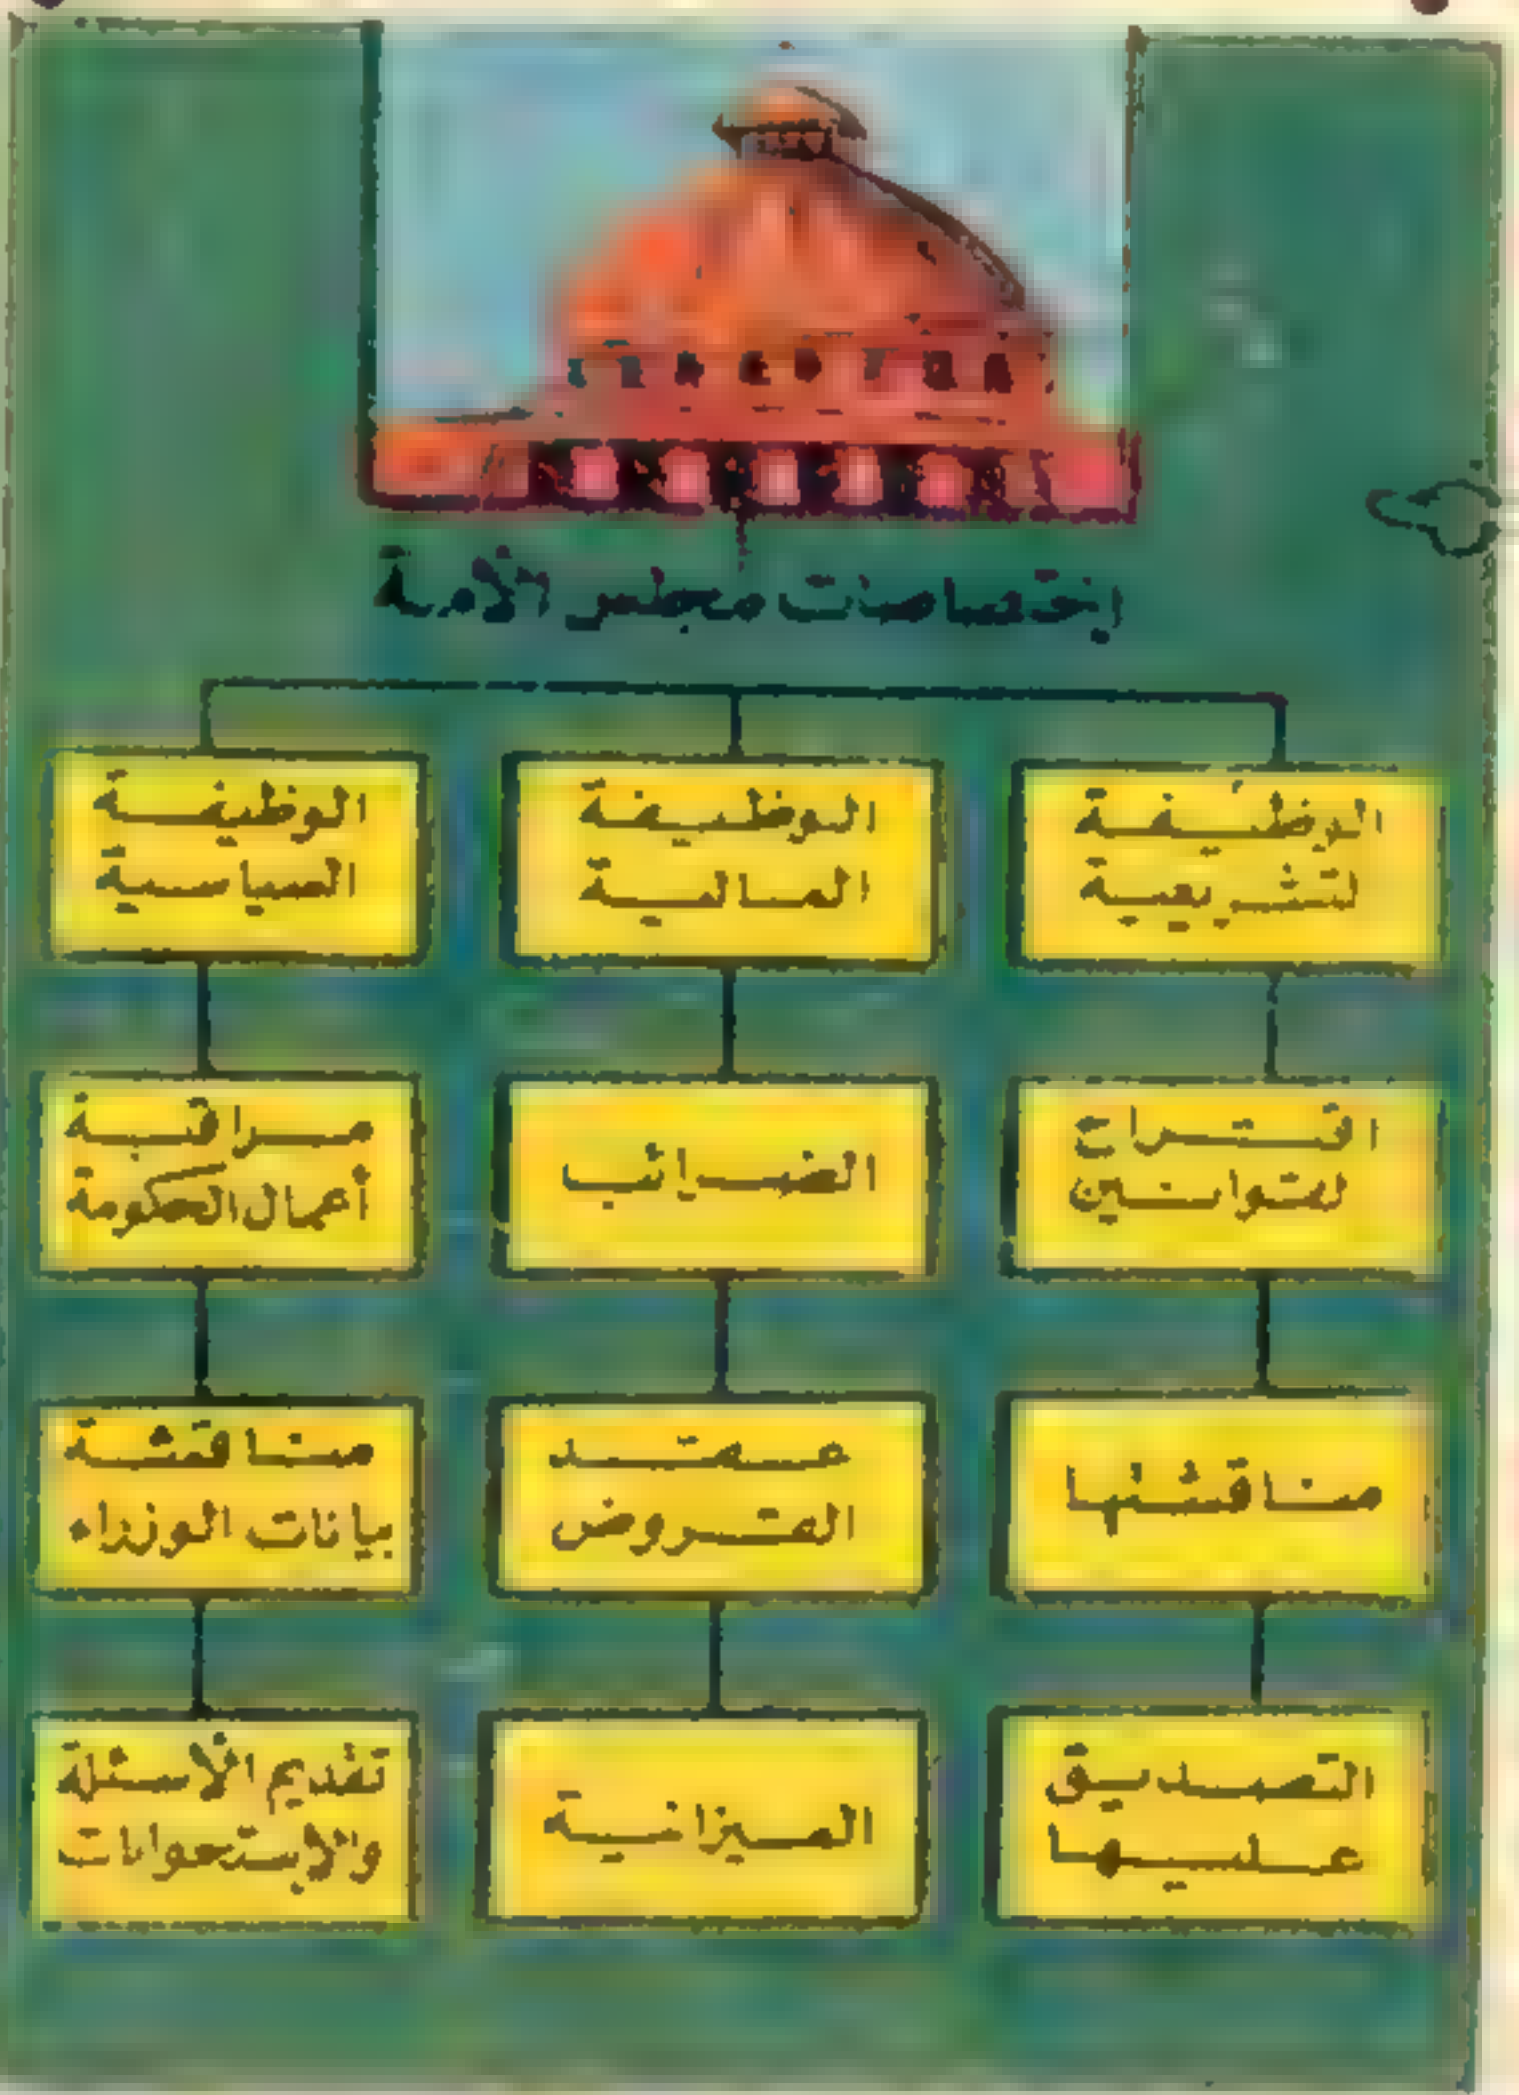 إختصاصات مجلس الأمة
الوظيفة
التشريعية
الوظيفة
المالية
الوظيفة
السياسية
اقتراح
القوانين
الضرائب
مراقبة
أعمال الحكومة
مناقشتها
عقد
القروض
مناقشة
بيانات الوزراء
التصديق
عليها
الميزانية
تقديم الأسئلة
والإستجوابات